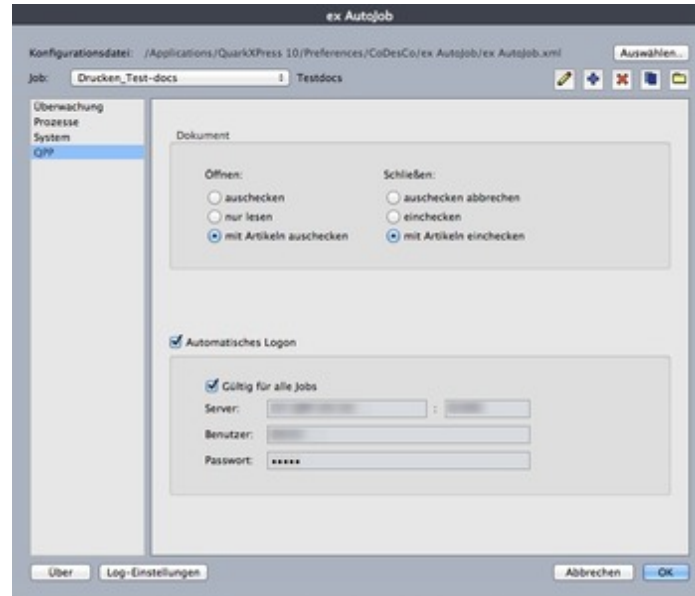 ex AutoJob
Konfigurationsdatei: /Applications/QuarkXPress 10/Preferences/CoDesCo/ex AutoJob/ex AutoJob.xml Auswählen..
Job: Drucken_Test-docs Testdocs
Überwachung
Prozesse
System
QPP
Dokument
Öffnen: Schließen:
auschecken auschecken abbrechen
nur lesen einchecken
mit Artikeln auschecken mit Artikeln einchecken
Automatisches Logon
Gültig für alle Jobs
Server: :
Benutzer:
Passwort: •••••
Über Log-Einstellungen Abbrechen OK